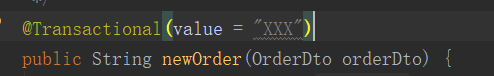 */
@Transactional(value = "XXX")
public String newOrder(OrderDto orderDto) {